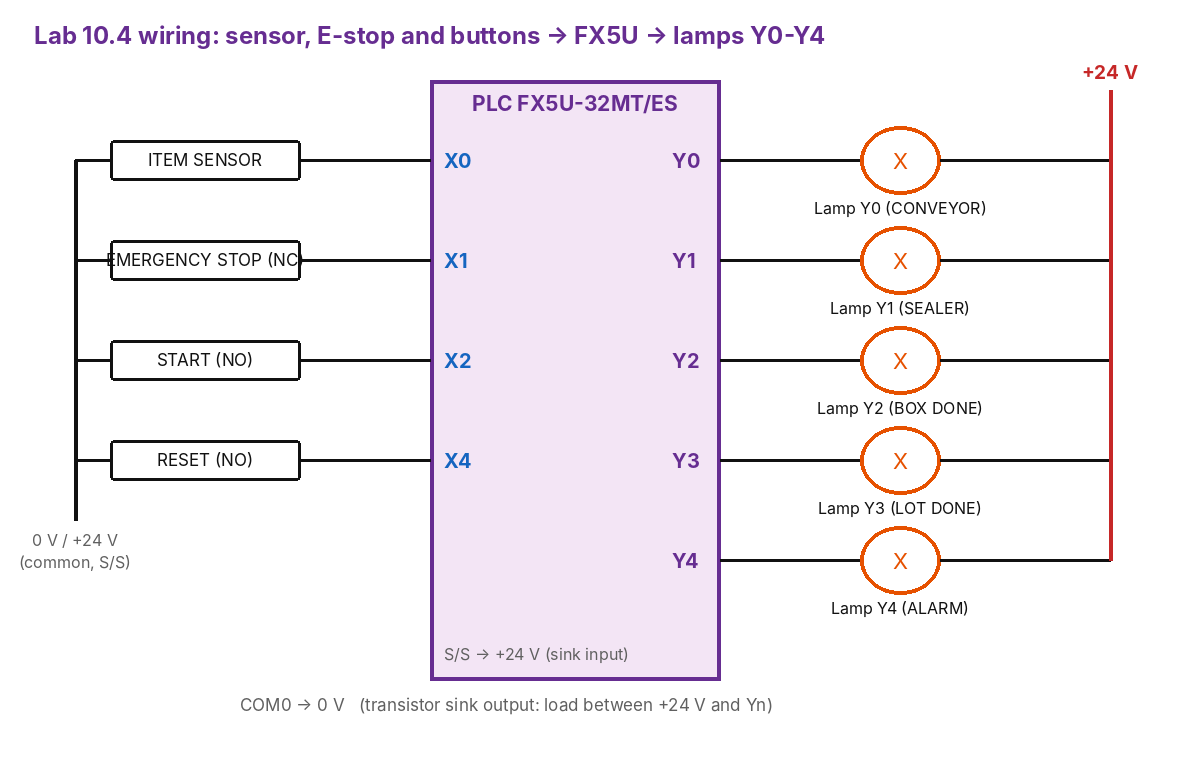 Lab 10.4 wiring: sensor, E-stop and buttons → FX5U → lamps Y0-Y4
+24 V
PLC FX5U-32MT/ES
ITEM SENSOR
X0
Y0
X
Lamp Y0 (CONVEYOR)
EMERGENCY STOP (NC)
X1
Y1
X
Lamp Y1 (SEALER)
START (NO)
X2
Y2
X
Lamp Y2 (BOX DONE)
RESET (NO)
X4
Y3
X
Lamp Y3 (LOT DONE)
0 V / +24 V
(common, S/S)
Y4
X
Lamp Y4 (ALARM)
S/S → +24 V (sink input)
COM0 → 0 V (transistor sink output: load between +24 V and Yn)